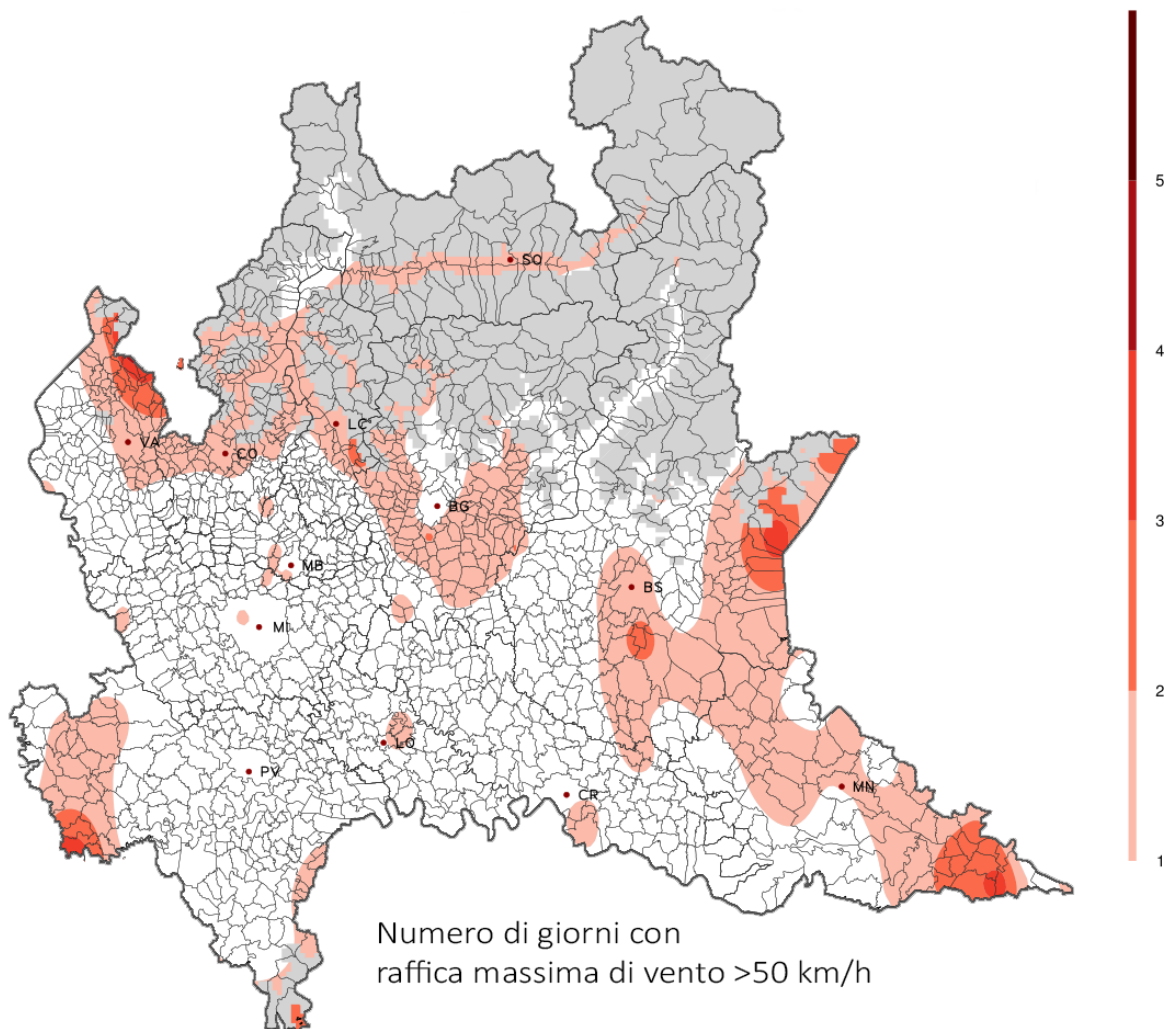 5
SO
4
LC
VA
CO
BG
3
MB
BS
MI
2
LO
PV
MN
CR
1
Numero di giorni con
raffica massima di vento >50 km/h